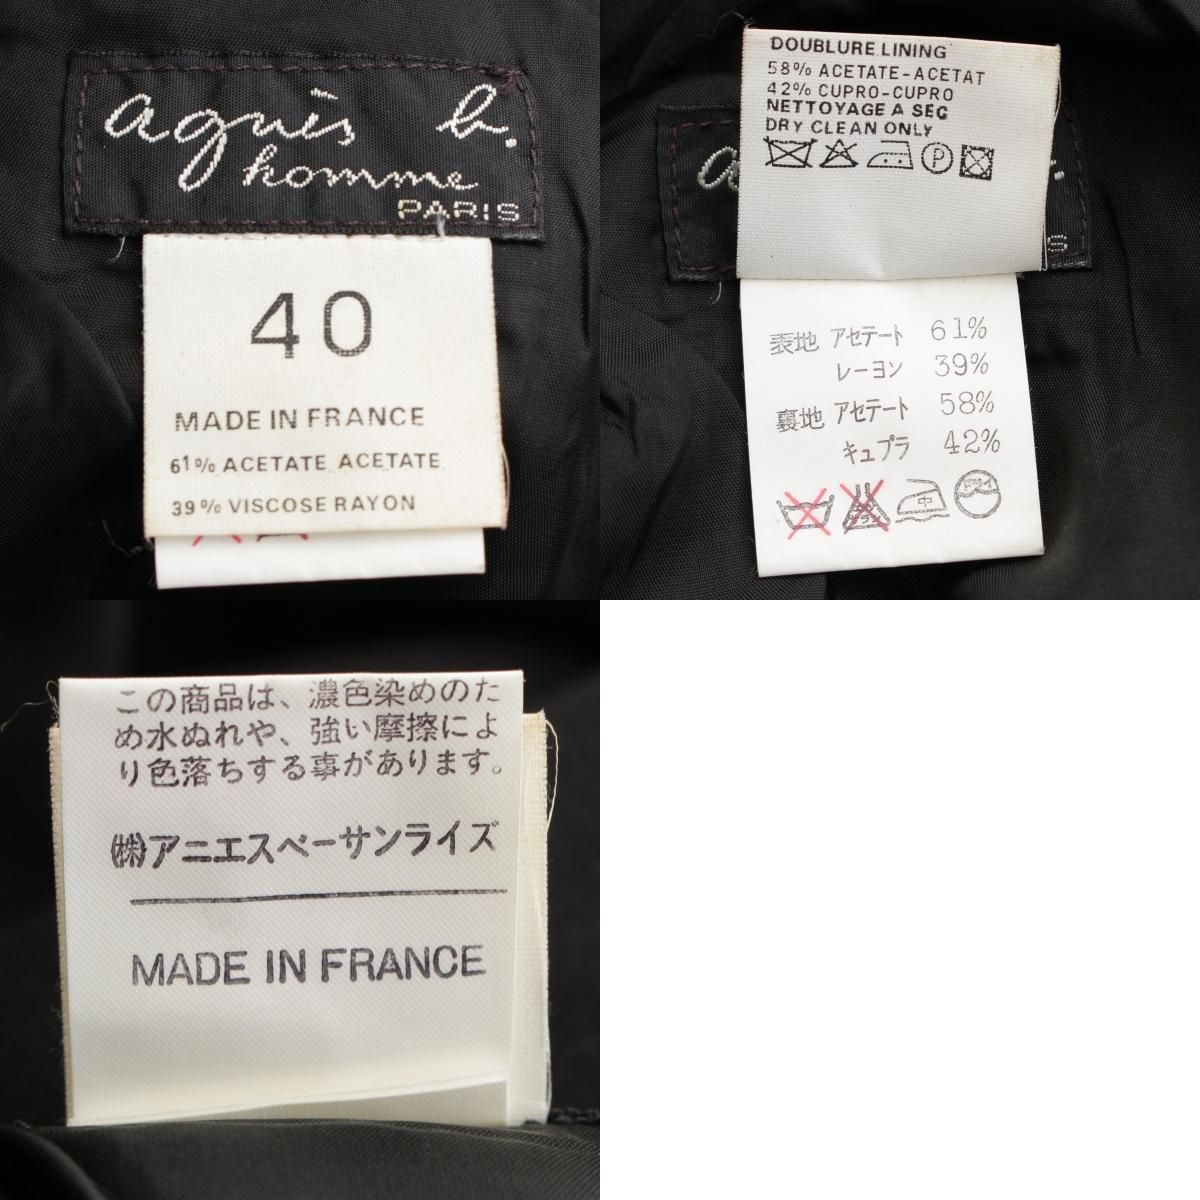 agnès b.
homme
PARIS
40
MADE IN FRANCE
61% ACETATE ACETATE
39% VISCOSE RAYON
DOUBLURE LINING
58% ACETATE-ACETAT
42% CUPRO-CUPRO
NETTOYAGE A SEC
DRY CLEAN ONLY
P
表地 アセテート 61%
レーヨン 39%
裏地 アセテート 58%
キュプラ 42%
中
ドライ
この商品は、濃色染めのた
め水ぬれや、強い摩擦によ
り色落ちする事があります。
㈱アニエスベーサンライズ
MADE IN FRANCE